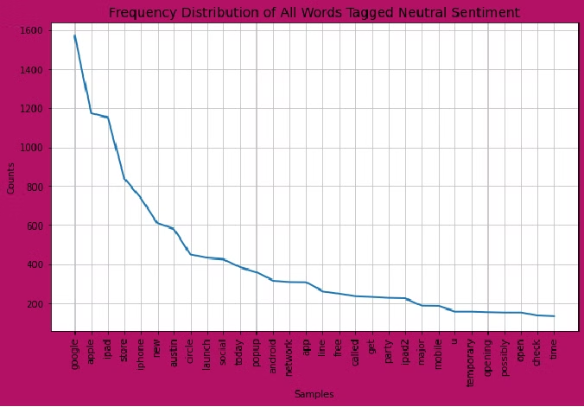 Frequency Distribution of All Words Tagged Neutral Sentiment
1600
1400
1200
1000
800
600
400
200
Counts
google
apple
ipad
store
iphone
new
austin
circle
launch
social
today
popup
android
network
app
line
free
called
get
party
ipad2
major
mobile
u
temporary
opening
possibly
open
check
time
Samples